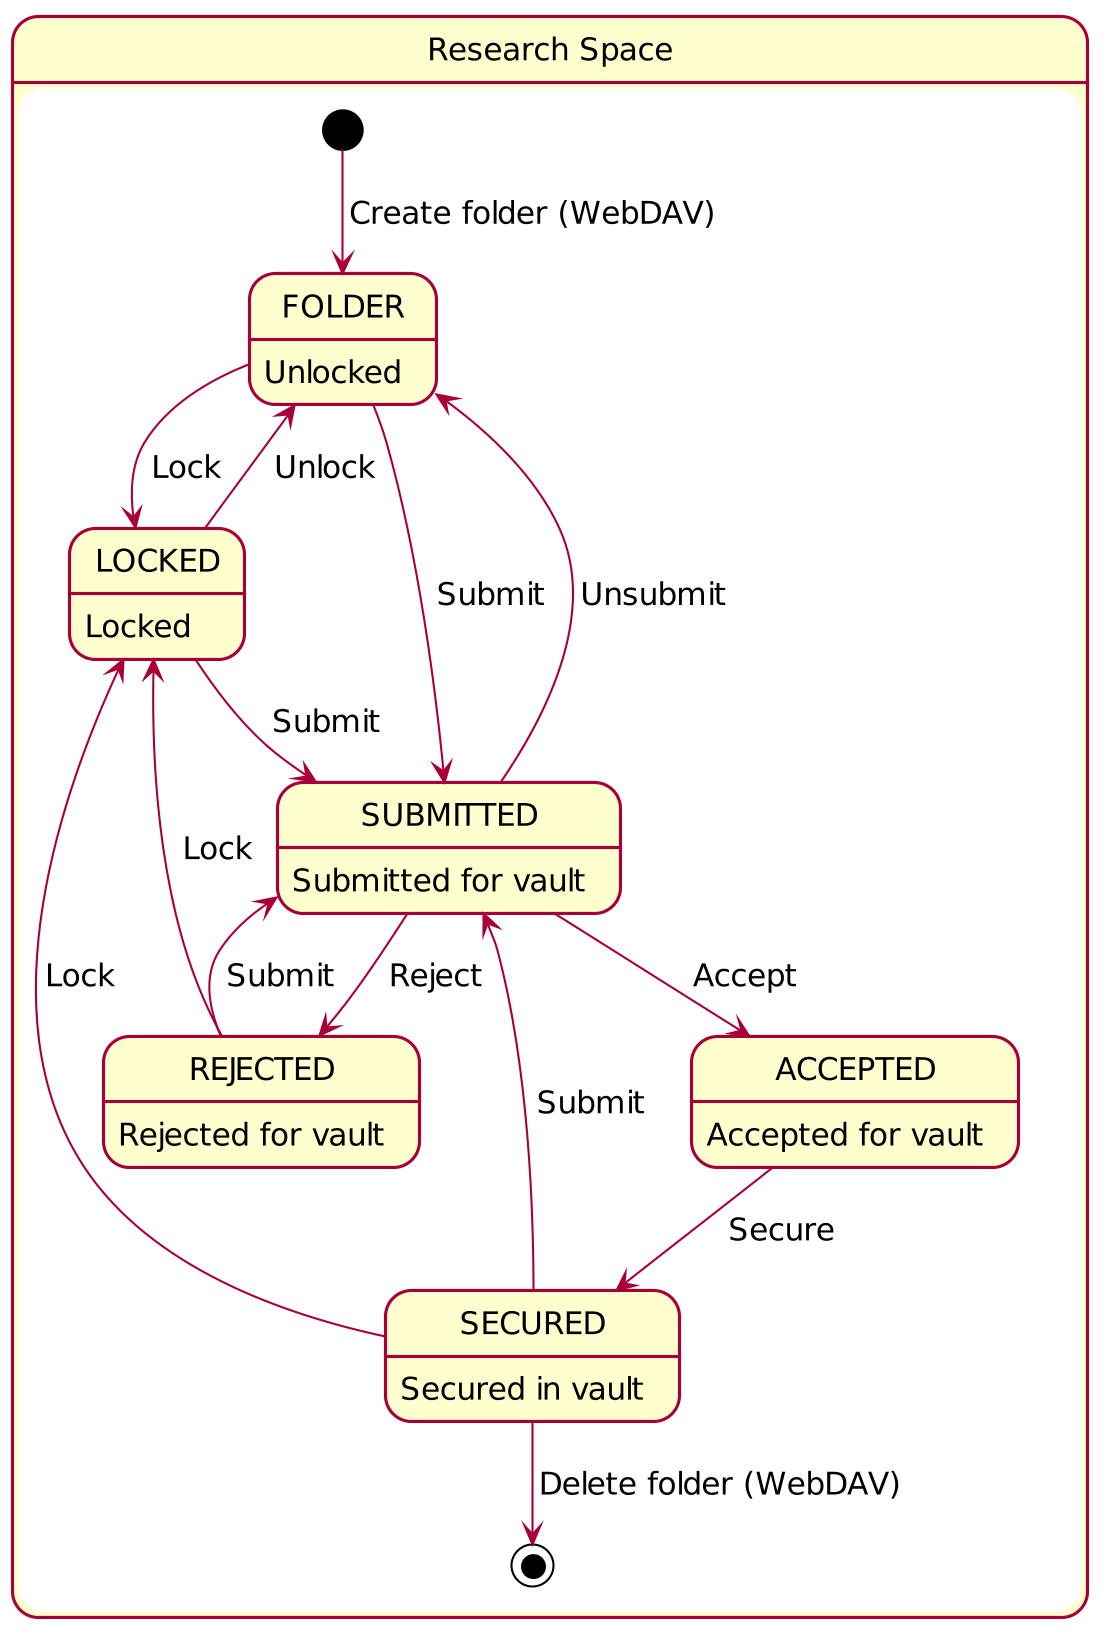 Research Space
Create folder (WebDAV)
FOLDER
Unlocked
Lock
Unlock
LOCKED
Locked
Submit
Unsubmit
Submit
SUBMITTED
Submitted for vault
Lock
Lock
Submit
Reject
Accept
REJECTED
Rejected for vault
ACCEPTED
Accepted for vault
Submit
Secure
SECURED
Secured in vault
Delete folder (WebDAV)